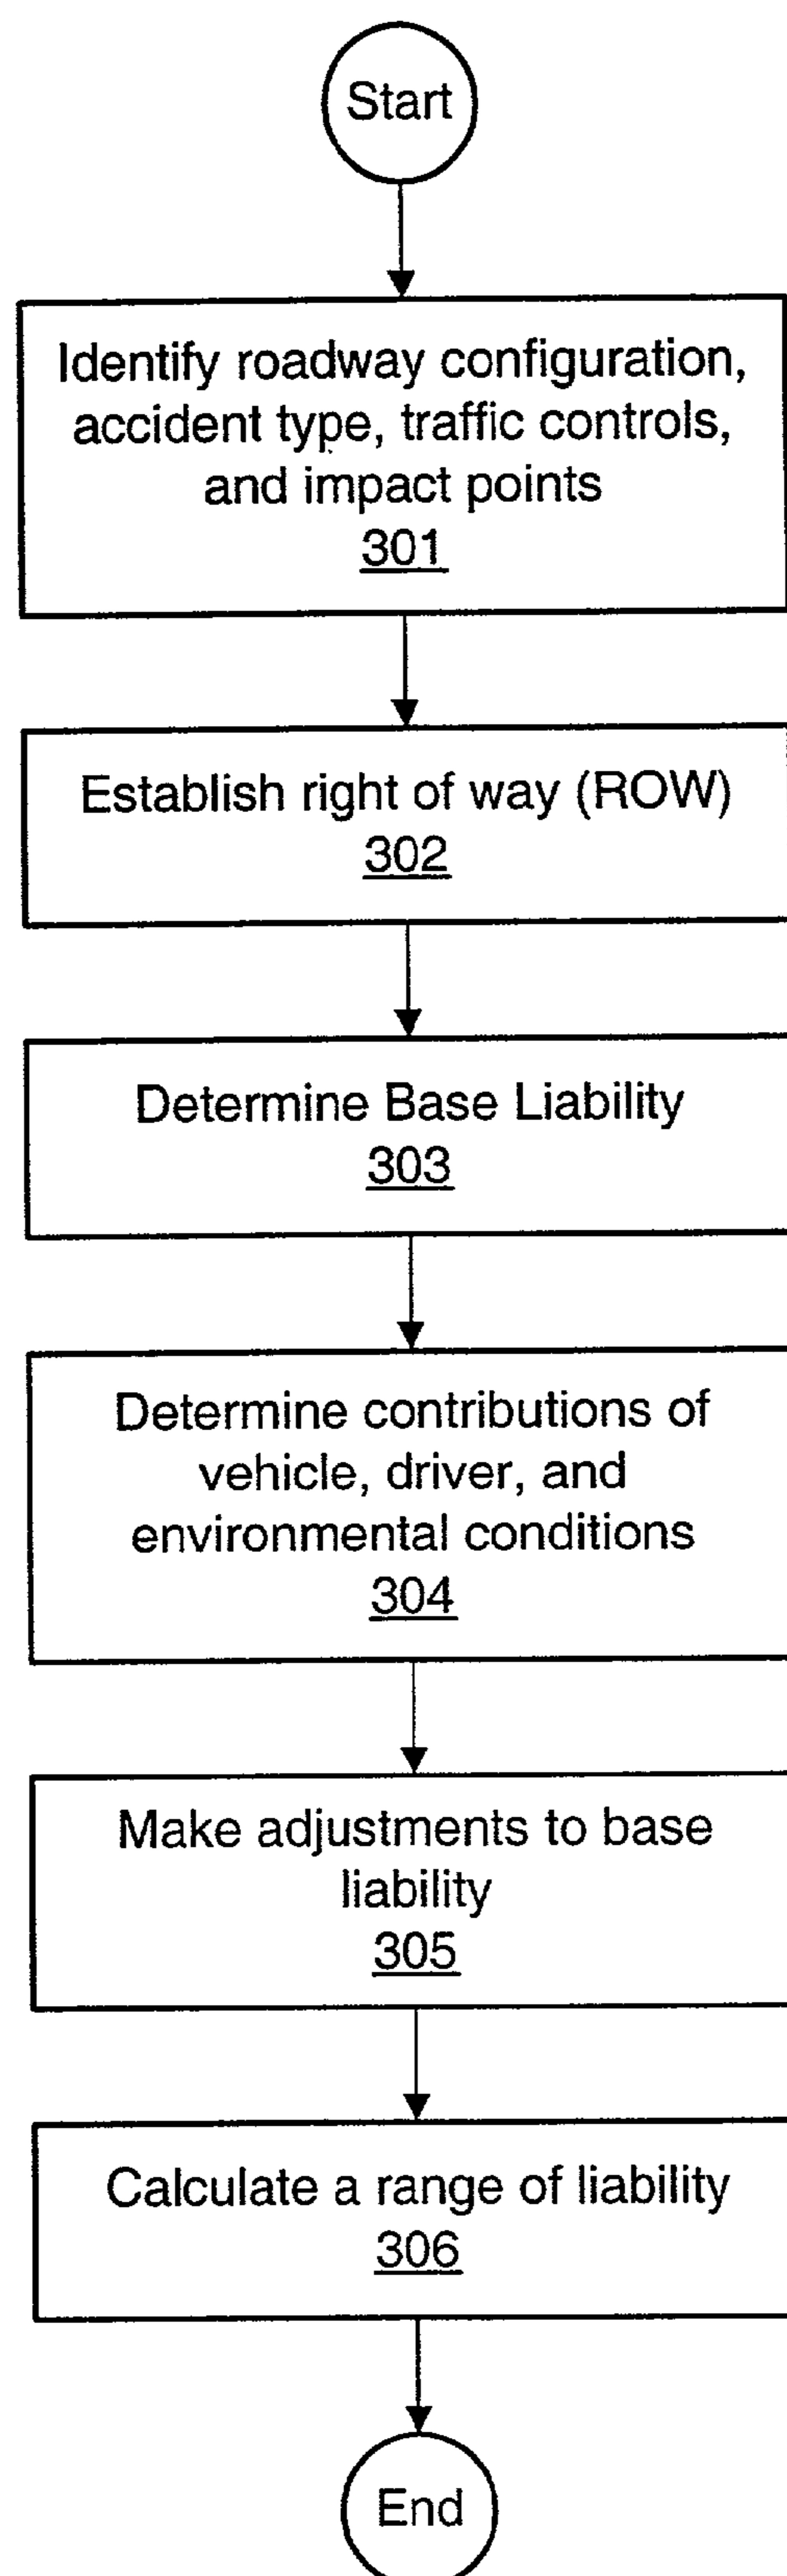 Start
Identify roadway configuration,
accident type, traffic controls,
and impact points
301
Establish right of way (ROW)
302
Determine Base Liability
303
Determine contributions of
vehicle, driver, and
environmental conditions
304
Make adjustments to base
liability
305
Calculate a range of liability
306
End